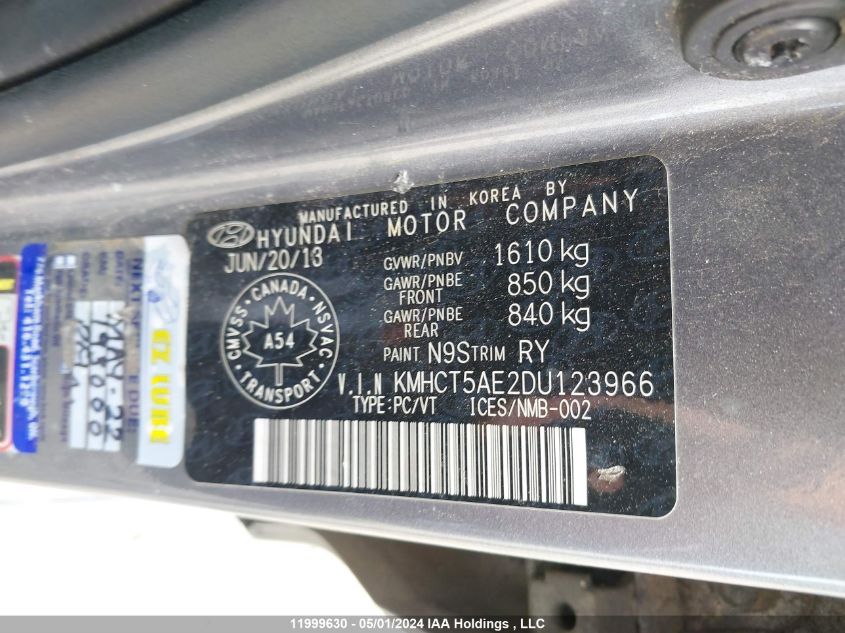 MANUFACTURED IN KOREA BY
HYUNDAI MOTOR COMPANY
JUN/20/13
GVWR/PNBV 1610 kg
GAWR/PNBE FRONT 850 kg
GAWR/PNBE REAR 840 kg
CMVSS CANADA NSVAC
A54
PAINT N9S TRIM RY
V.I.N KMHCT5AE2DU123966
TYPE:PC/VT ICES/NMB-002
EZ LUBE
11999630 - 05/01/2024 IAA Holdings , LLC